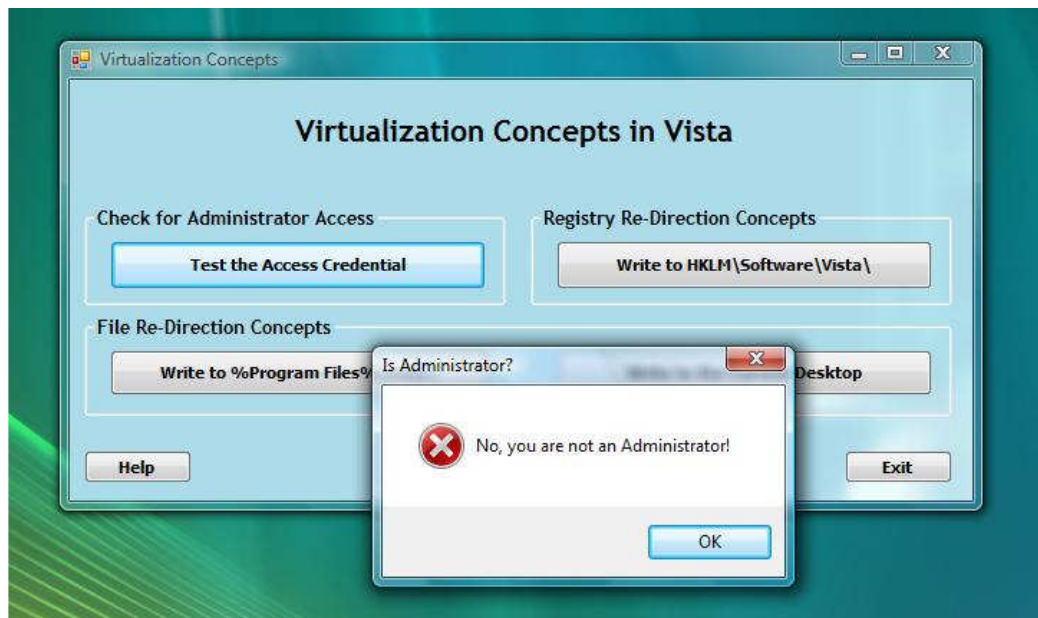 Virtualization Concepts
Virtualization Concepts in Vista
Check for Administrator Access
Registry Re-Direction Concepts
Test the Access Credential
Write to HKLM\Software\Vista\
File Re-Direction Concepts
Write to %Program Files%
Desktop
Is Administrator?
No, you are not an Administrator!
OK
Help
Exit